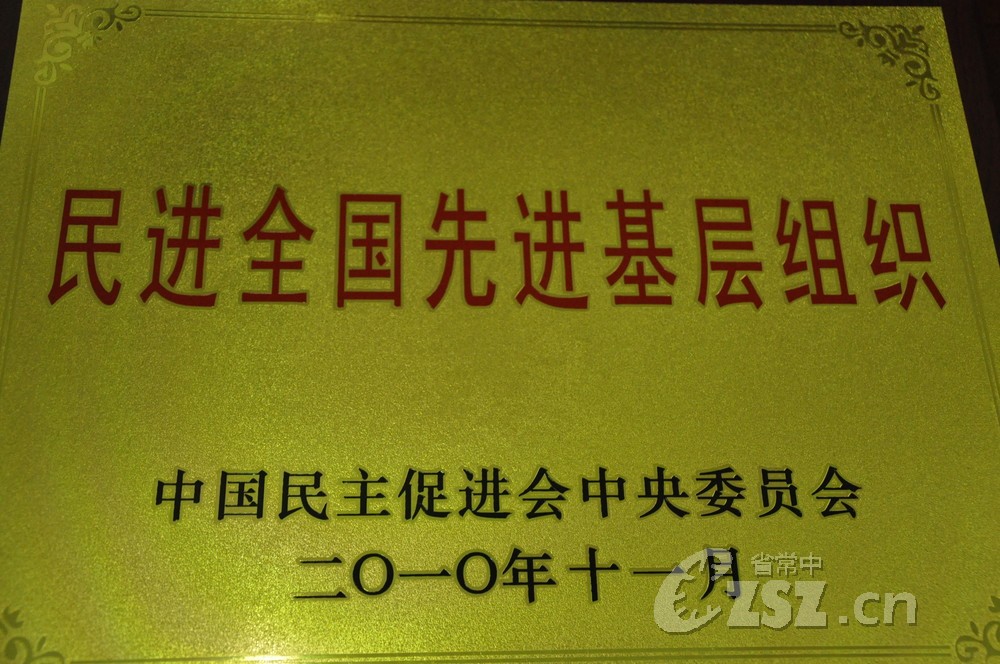 民进全国先进基层组织
中国民主促进会中央委员会
二〇一〇年十一月
省常中
CZSZ.cn